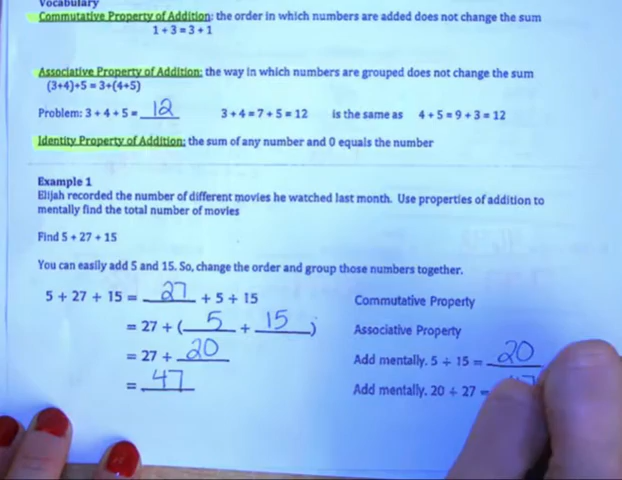 Vocabulary
Commutative Property of Addition: the order in which numbers are added does not change the sum
1 + 3 = 3 + 1
Associative Property of Addition: the way in which numbers are grouped does not change the sum
(3+4)+5 = 3+(4+5)
Problem: 3 + 4 + 5 = 12 3 + 4 = 7 + 5 = 12 is the same as 4 + 5 = 9 + 3 = 12
Identity Property of Addition: the sum of any number and 0 equals the number
Example 1
Elijah recorded the number of different movies he watched last month. Use properties of addition to
mentally find the total number of movies
Find 5 + 27 + 15
You can easily add 5 and 15. So, change the order and group those numbers together.
5 + 27 + 15 = 27 + 5 + 15 Commutative Property
= 27 + (5 + 15) Associative Property
= 27 + 20 Add mentally. 5 + 15 = 20
= 47 Add mentally. 20 + 27 =